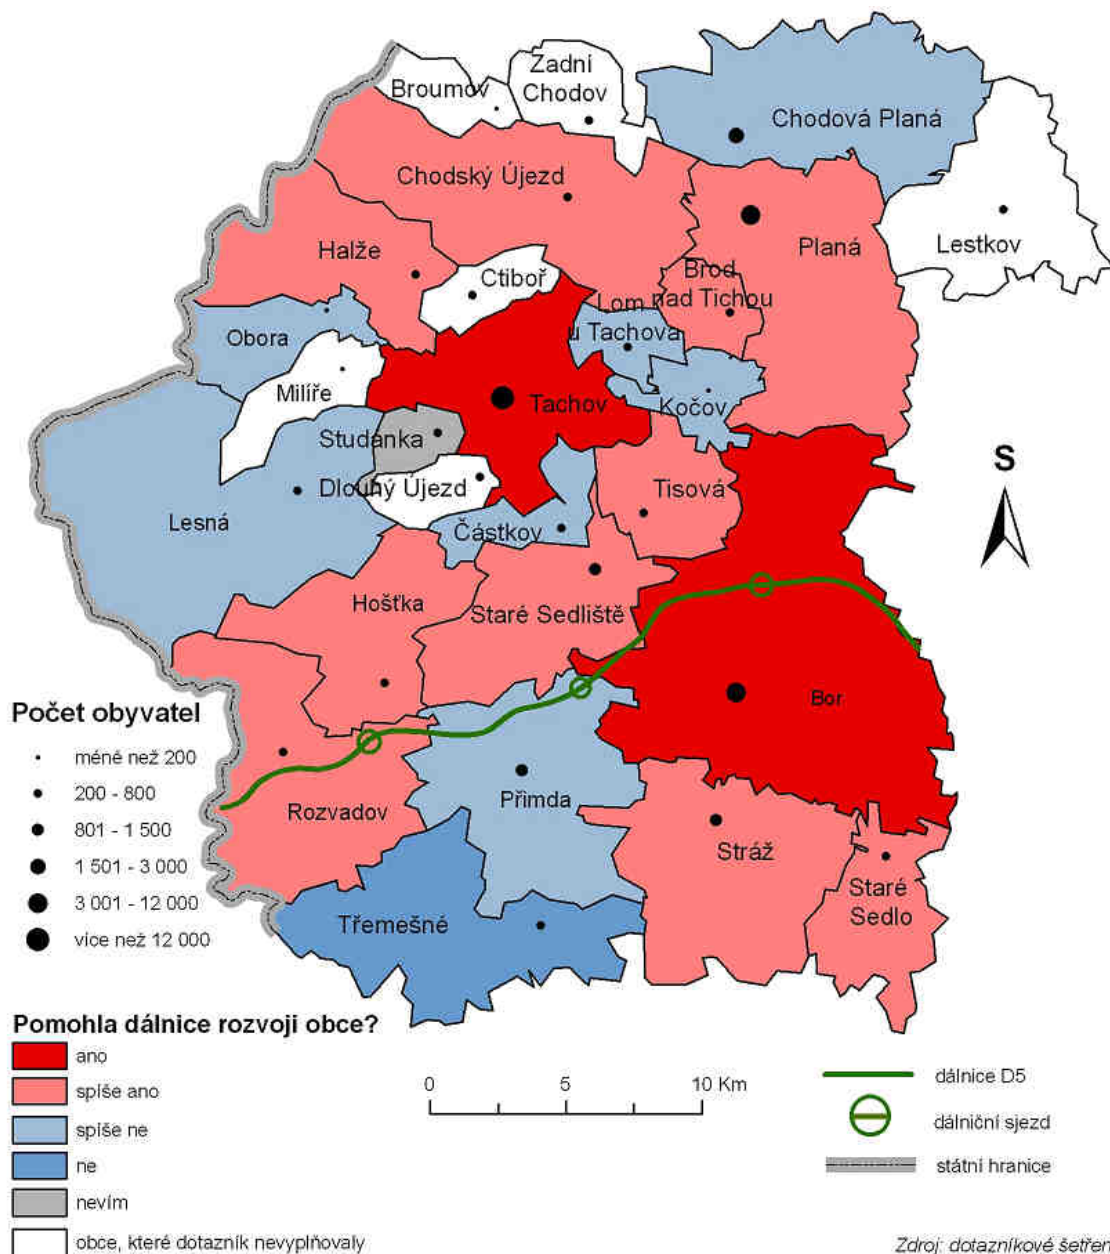 Broumov
Zadní
Chodov
Chodová Planá
Chodský Újezd
Halže
Ctiboř
Planá
Lestkov
Brod
nad Tichou
Lom
u Tachova
Obora
Milíře
Tachov
Kočov
Studánka
Dlouhý Újezd
Lesná
Částkov
Tisová
S
Hošťka
Staré Sedliště
Bor
Přimda
Rozvadov
Stráž
Staré
Sedlo
Třemešné
Počet obyvatel
méně než 200
200 - 800
801 - 1 500
1 501 - 3 000
3 001 - 12 000
více než 12 000
Pomohla dálnice rozvoji obce?
ano
spíše ano
spíše ne
ne
nevím
obce, které dotazník nevyplňovaly
0 5 10 Km
dálnice D5
dálniční sjezd
státní hranice
Zdroj: dotazníkové šetřen